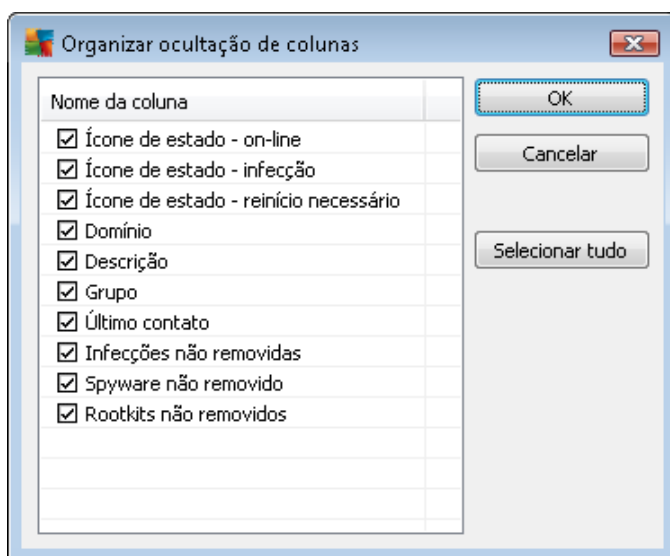 Organizar ocultação de colunas
Nome da coluna
Ícone de estado - on-line
Ícone de estado - infecção
Ícone de estado - reinício necessário
Domínio
Descrição
Grupo
Último contato
Infecções não removidas
Spyware não removido
Rootkits não removidos
OK
Cancelar
Selecionar tudo